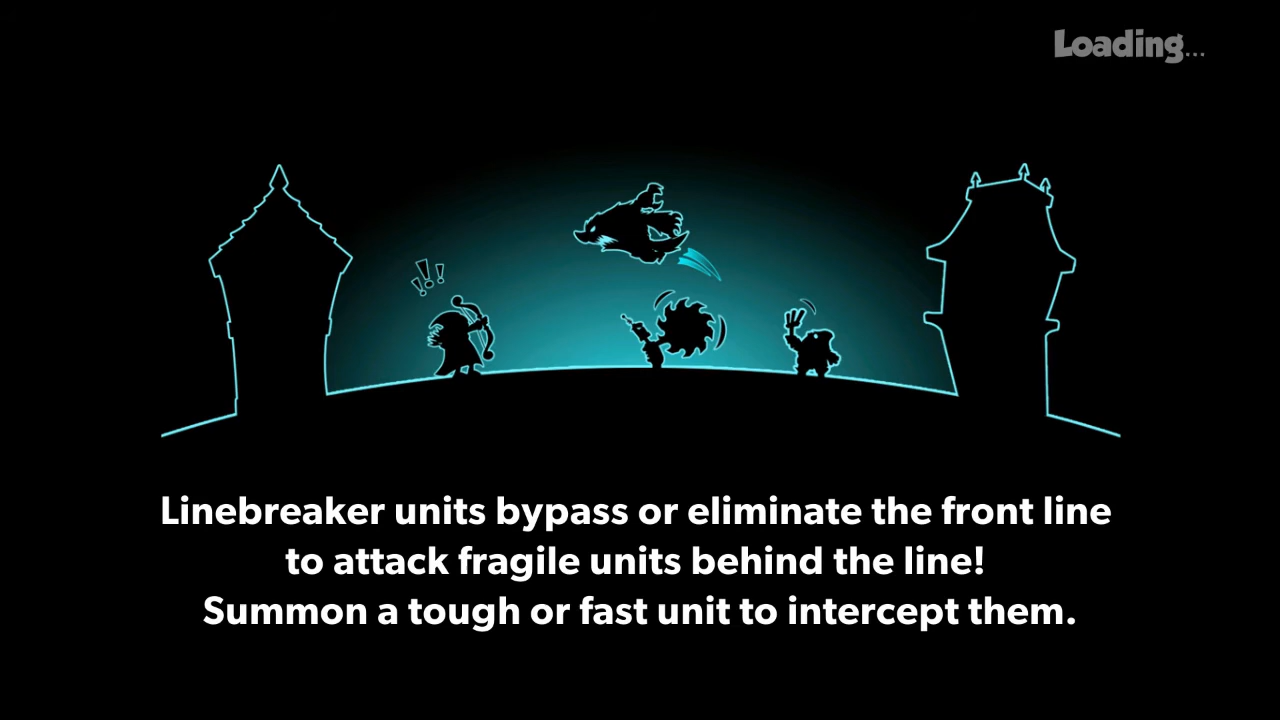 Loading...
!!!
Linebreaker units bypass or eliminate the front line
to attack fragile units behind the line!
Summon a tough or fast unit to intercept them.